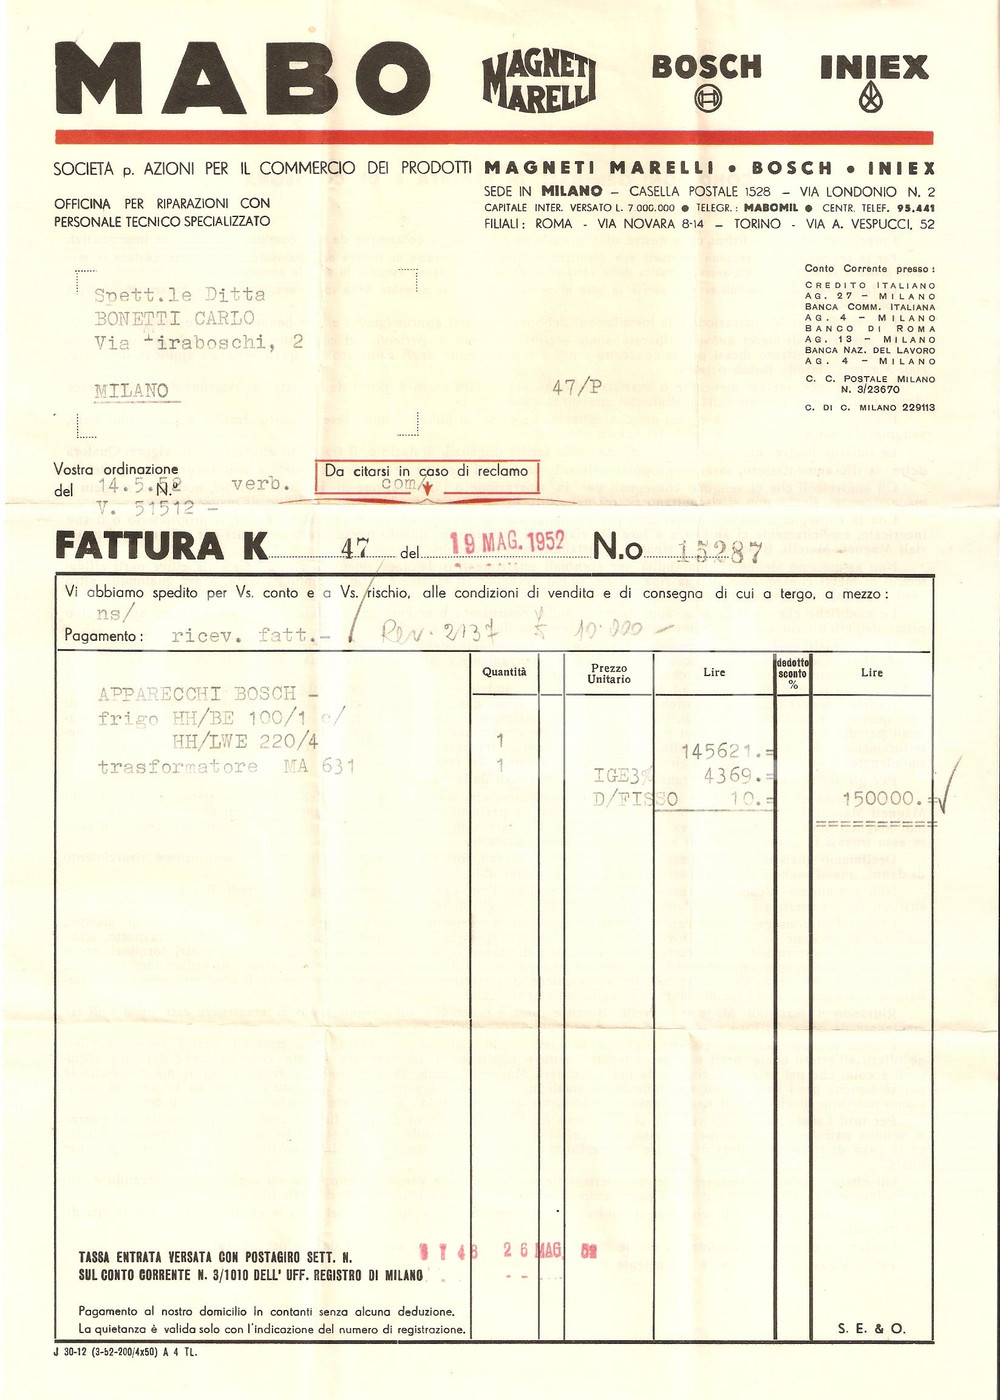 MABO
MAGNETI MARELLI
BOSCH
INIEX
SOCIETA p. AZIONI PER IL COMMERCIO DEI PRODOTTI MAGNETI MARELLI • BOSCH • INIEX
OFFICINA PER RIPARAZIONI CON
PERSONALE TECNICO SPECIALIZZATO
SEDE IN MILANO – CASELLA POSTALE 1528 – VIA LONDONIO N. 2
CAPITALE INTER. VERSATO L. 7 000.000 ● TELEGR.: MABOMIL ● CENTR. TELEF. 95.441
FILIALI: ROMA - VIA NOVARA 8-14 – TORINO - VIA A. VESPUCCI, 52
Conto Corrente presso:
CREDITO ITALIANO
AG. 27 – MILANO
BANCA COMM. ITALIANA
AG. 4 – MILANO
BANCO DI ROMA
AG. 13 – MILANO
BANCA NAZ. DEL LAVORO
AG. 4 – MILANO
C. C. POSTALE MILANO
N. 3/23670
C. DI C. MILANO 229113
Spett.le Ditta
BONETTI CARLO
Via Tiraboschi, 2
MILANO
47/P
Vostra ordinazione
del 14.5.52 N.º verb.
V. 51512 –
Da citarsi in caso di reclamo
com/
FATTURA K 47 del 19 MAG. 1952 N.o 15287
Vi abbiamo spedito per Vs. conto e a Vs. rischio, alle condizioni di vendita e di consegna di cui a tergo, a mezzo:
ns/
Pagamento: ricev. fatt.- Rev. 2137 10.000 –
Quantità
Prezzo Unitario
Lire
dedotto sconto %
Lire
APPARECCHI BOSCH –
frigo HH/BE 100/1 c/
HH/LWE 220/4 1 145621.=
trasformatore MA 631 1 IGE3% 4369.=
D/FISSO 10.= 150000.=
==========
TASSA ENTRATA VERSATA CON POSTAGIRO SETT. N. 26 MAG. 52
SUL CONTO CORRENTE N. 3/1010 DELL' UFF. REGISTRO DI MILANO
Pagamento al nostro domicilio in contanti senza alcuna deduzione.
La quietanza è valida solo con l'indicazione del numero di registrazione.
S. E. & O.
J 30-12 (3-52-200/4x50) A 4 TL.